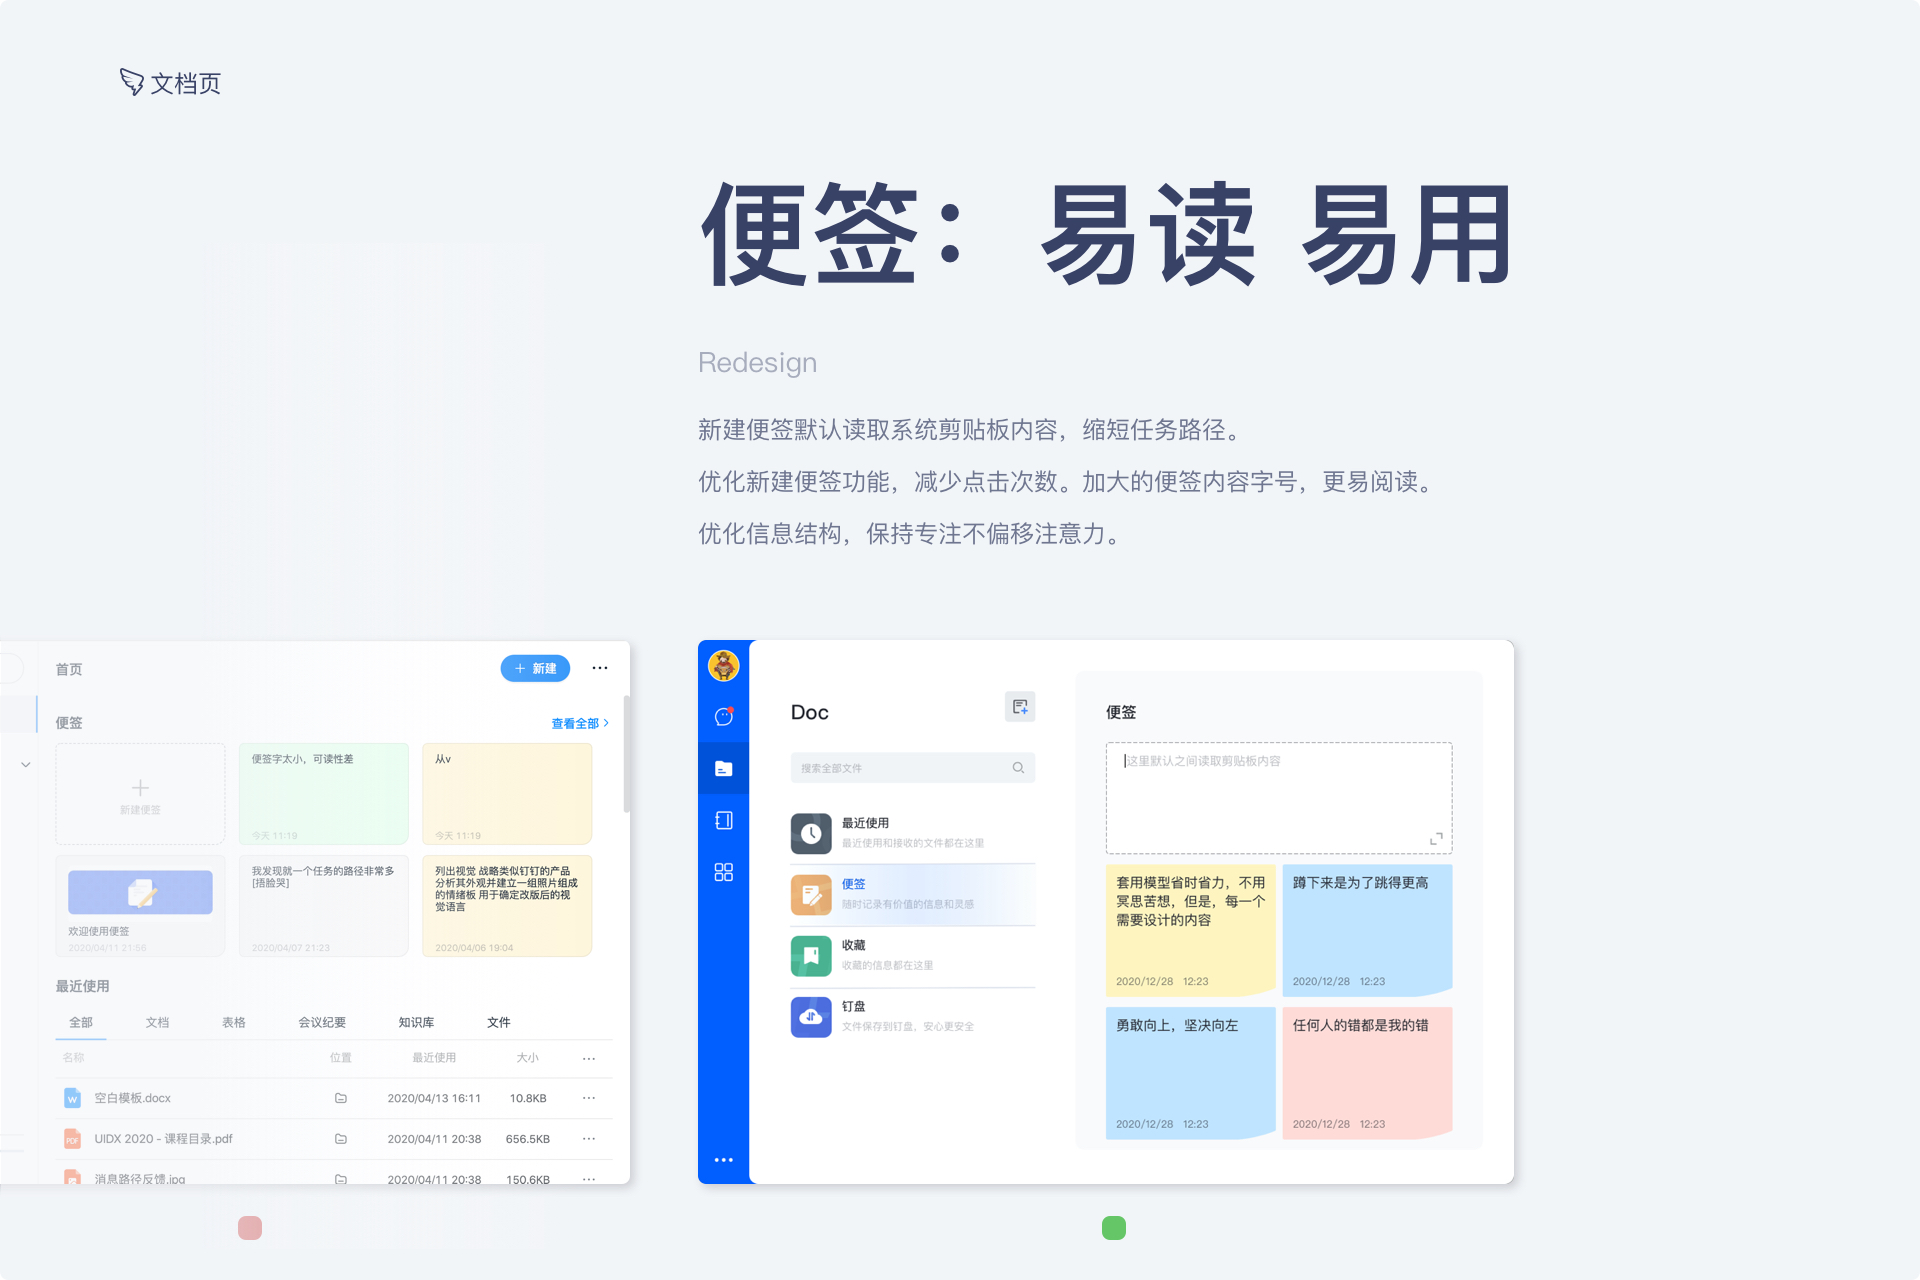 文档页
便签：易读 易用
Redesign
新建便签默认读取系统剪贴板内容，缩短任务路径。
优化新建便签功能，减少点击次数。加大的便签内容字号，更易阅读。
优化信息结构，保持专注不偏移注意力。
首页
+ 新建
便签
查看全部
新建便签
便签字太小，可读性差
今天 11:19
从v
今天 11:19
欢迎使用便签
2020/04/11 21:56
我发现就一个任务的路径非常多
[捂脸哭]
2020/04/07 21:23
列出视觉 战略类似钉钉的产品
分析其外观并建立一组照片组成
的情绪板 用于确定改版后的视
觉语言
2020/04/06 19:04
最近使用
全部 文档 表格 会议纪要 知识库 文件
名称 位置 最近使用 大小
空白模板.docx 2020/04/13 16:11 10.8KB
UIDX 2020 - 课程目录.pdf 2020/04/11 20:38 656.5KB
消息路径反馈.jpg 2020/04/11 20:38 150.6KB
Doc
搜索全部文件
最近使用
最近使用和接收的文件都在这里
便签
随时记录有价值的信息和灵感
收藏
收藏的信息都在这里
钉盘
文件保存到钉盘，安心更安全
便签
这里默认之间读取剪贴板内容
套用模型省时省力，不用
冥思苦想，但是，每一个
需要设计的内容
2020/12/28 12:23
蹲下来是为了跳得更高
2020/12/28 12:23
勇敢向上，坚决向左
2020/12/28 12:23
任何人的错都是我的错
2020/12/28 12:23